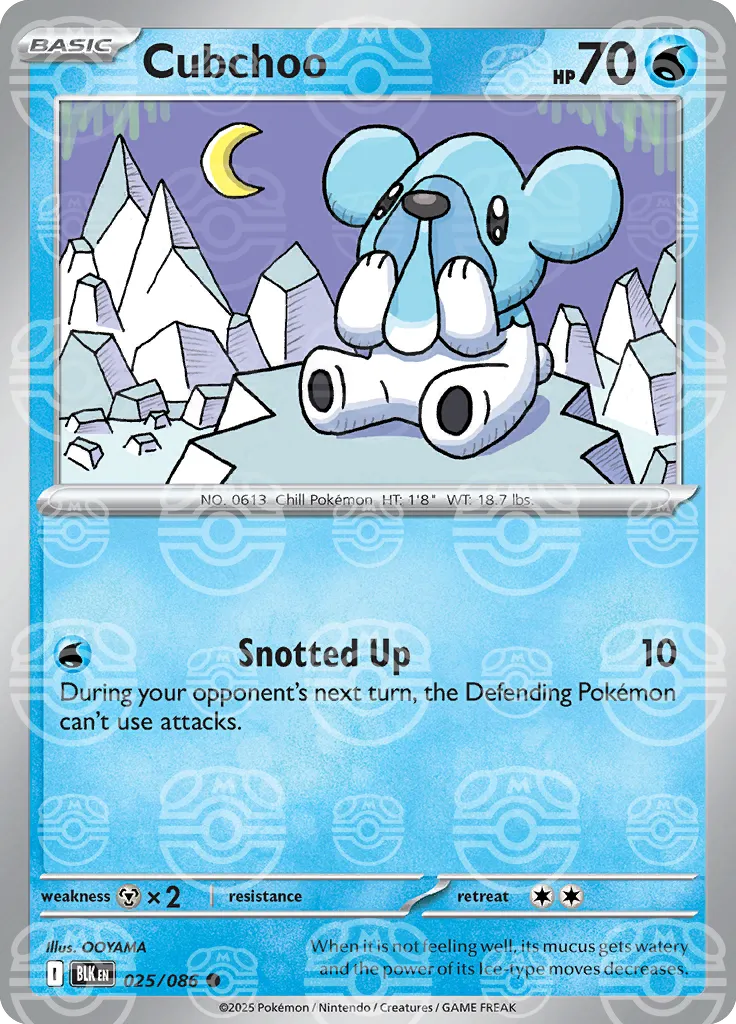 BASIC
Cubchoo
HP 70
NO. 0613 Chill Pokémon HT: 1'8" WT: 18.7 lbs.
Snotted Up 10
During your opponent's next turn, the Defending Pokémon
can't use attacks.
weakness ×2 resistance retreat
illus. OOYAMA
When it is not feeling well, its mucus gets watery
and the power of its Ice-type moves decreases.
I BLK EN 025/086
©2025 Pokémon / Nintendo / Creatures / GAME FREAK